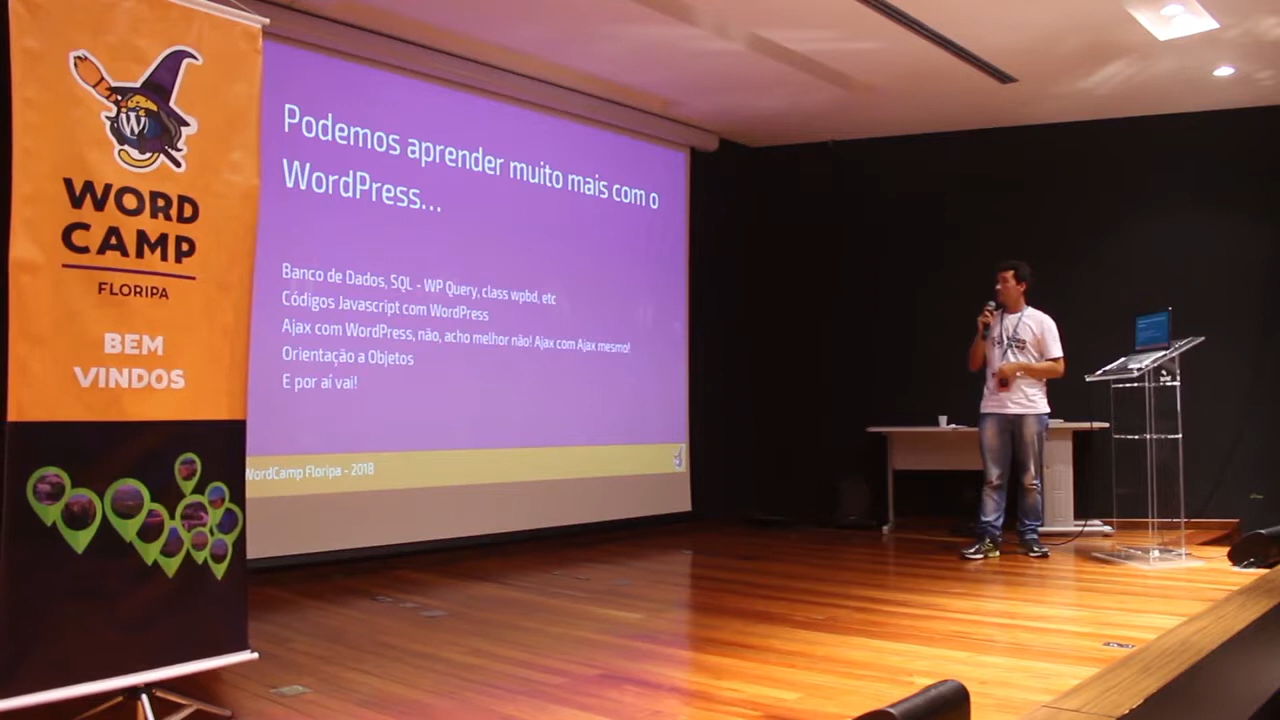 WORD
CAMP
FLORIPA
BEM
VINDOS
Podemos aprender muito mais com o
WordPress...
Banco de Dados, SQL - WP Query, class wpbd, etc
Códigos Javascript com WordPress
Ajax com WordPress, não, acho melhor não! Ajax com Ajax mesmo!
Orientação a Objetos
E por aí vai!
WordCamp Floripa - 2018